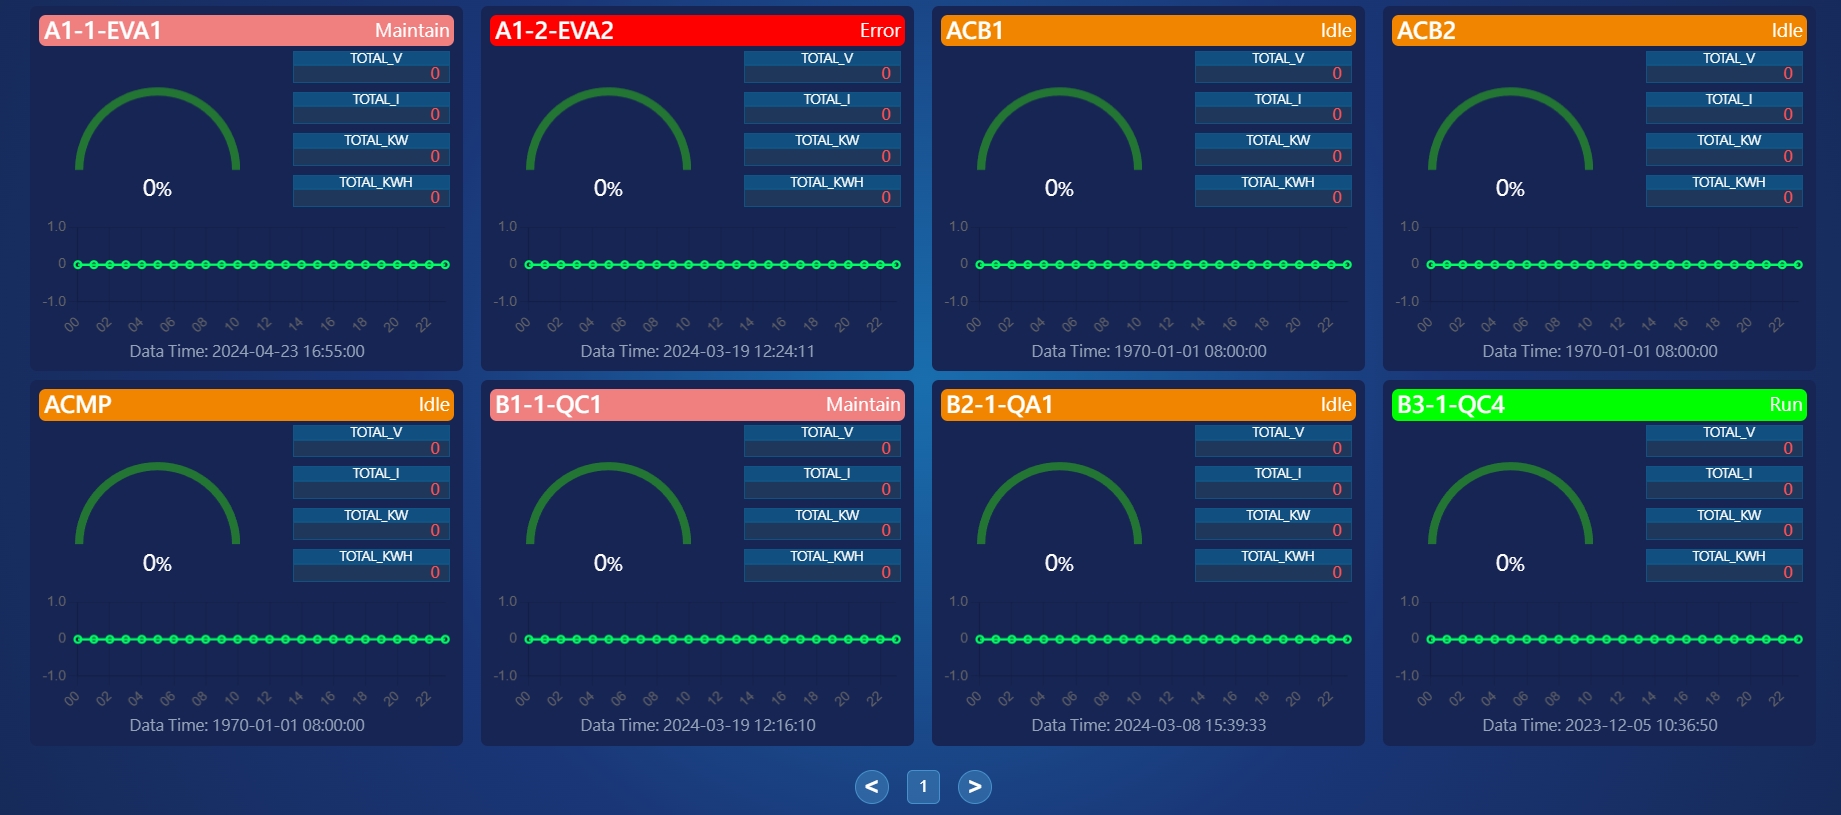 A1-1-EVA1 Maintain
TOTAL_V
0
TOTAL_I
0
TOTAL_KW
0
TOTAL_KWH
0
0%
1.0
0
-1.0
00 02 04 06 08 10 12 14 16 18 20 22
Data Time: 2024-04-23 16:55:00
A1-2-EVA2 Error
TOTAL_V
0
TOTAL_I
0
TOTAL_KW
0
TOTAL_KWH
0
0%
1.0
0
-1.0
00 02 04 06 08 10 12 14 16 18 20 22
Data Time: 2024-03-19 12:24:11
ACB1 Idle
TOTAL_V
0
TOTAL_I
0
TOTAL_KW
0
TOTAL_KWH
0
0%
1.0
0
-1.0
00 02 04 06 08 10 12 14 16 18 20 22
Data Time: 1970-01-01 08:00:00
ACB2 Idle
TOTAL_V
0
TOTAL_I
0
TOTAL_KW
0
TOTAL_KWH
0
0%
1.0
0
-1.0
00 02 04 06 08 10 12 14 16 18 20 22
Data Time: 1970-01-01 08:00:00
ACMP Idle
TOTAL_V
0
TOTAL_I
0
TOTAL_KW
0
TOTAL_KWH
0
0%
1.0
0
-1.0
00 02 04 06 08 10 12 14 16 18 20 22
Data Time: 1970-01-01 08:00:00
B1-1-QC1 Maintain
TOTAL_V
0
TOTAL_I
0
TOTAL_KW
0
TOTAL_KWH
0
0%
1.0
0
-1.0
00 02 04 06 08 10 12 14 16 18 20 22
Data Time: 2024-03-19 12:16:10
B2-1-QA1 Idle
TOTAL_V
0
TOTAL_I
0
TOTAL_KW
0
TOTAL_KWH
0
0%
1.0
0
-1.0
00 02 04 06 08 10 12 14 16 18 20 22
Data Time: 2024-03-08 15:39:33
B3-1-QC4 Run
TOTAL_V
0
TOTAL_I
0
TOTAL_KW
0
TOTAL_KWH
0
0%
1.0
0
-1.0
00 02 04 06 08 10 12 14 16 18 20 22
Data Time: 2023-12-05 10:36:50
< 1 >